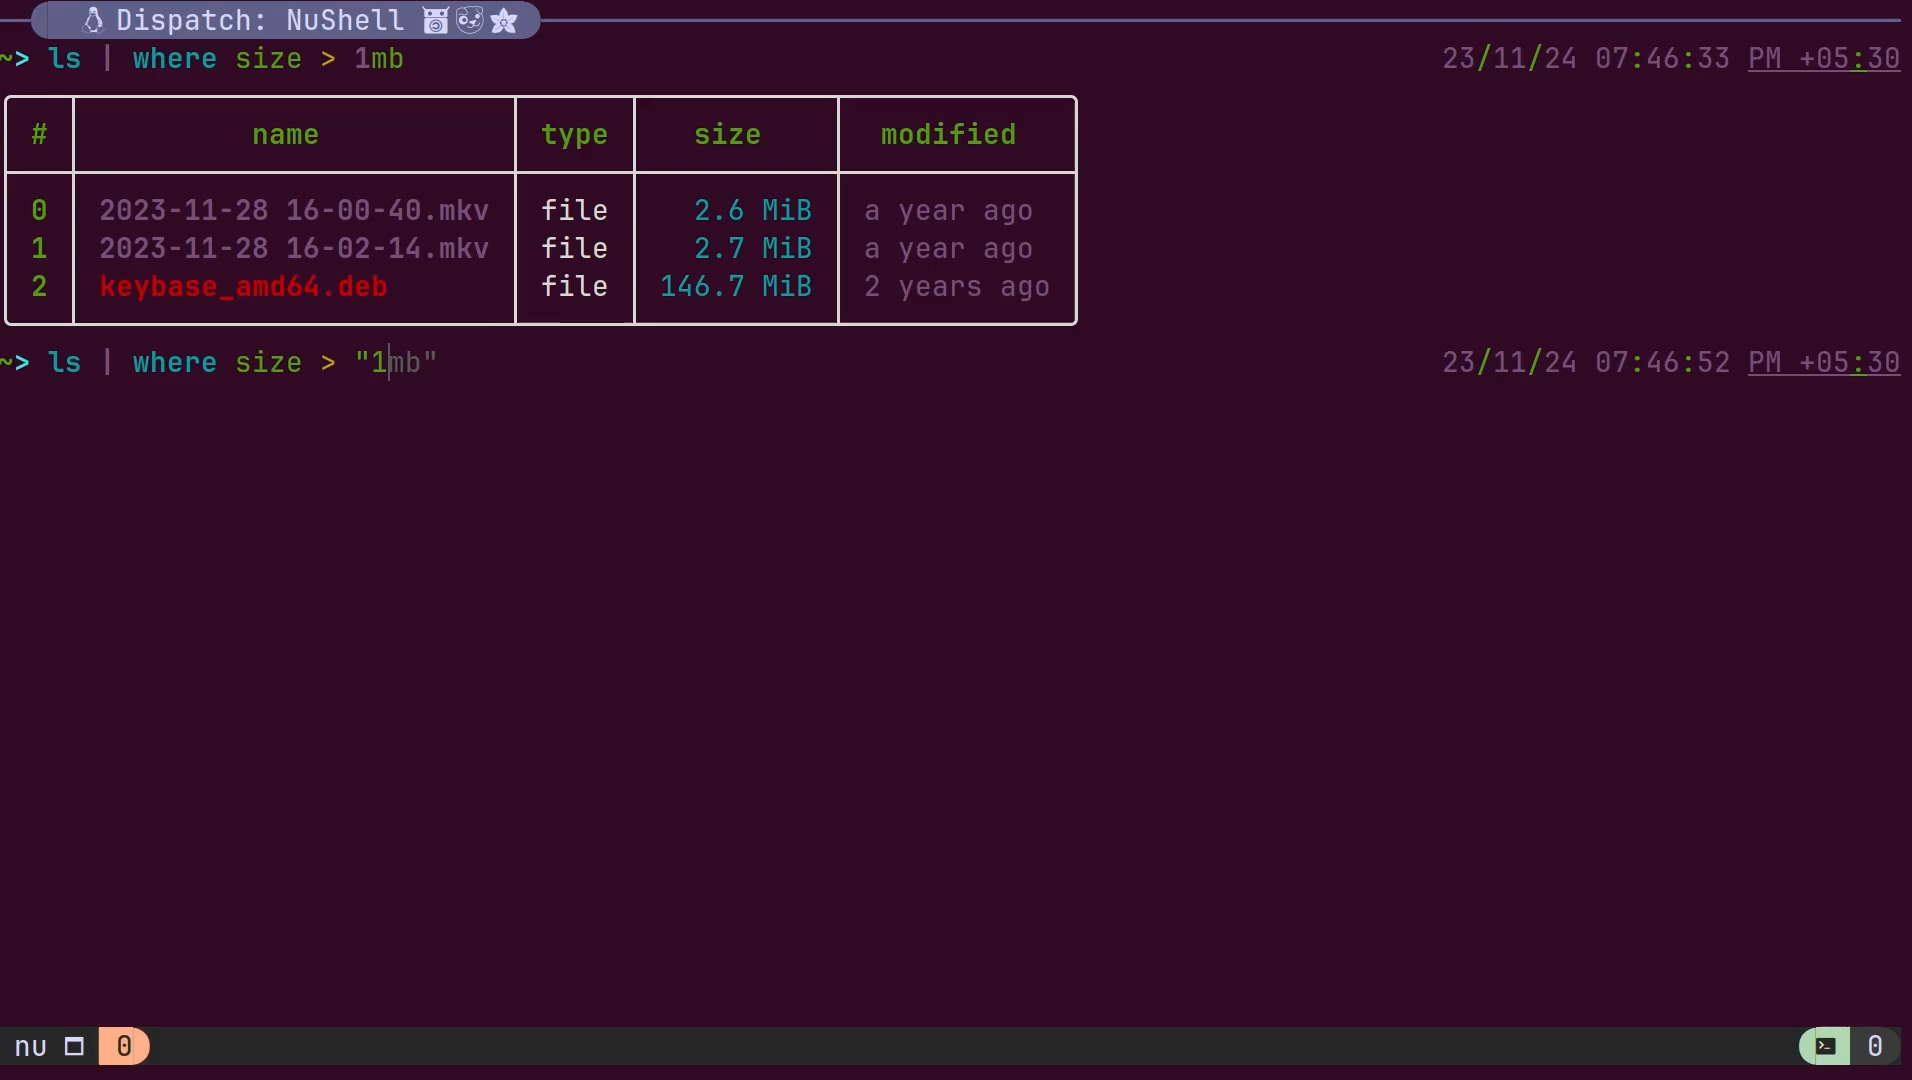 Dispatch: NuShell
~> ls | where size > 1mb 23/11/24 07:46:33 PM +05:30
# name type size modified
0 2023-11-28 16-00-40.mkv file 2.6 MiB a year ago
1 2023-11-28 16-02-14.mkv file 2.7 MiB a year ago
2 keybase_amd64.deb file 146.7 MiB 2 years ago
~> ls | where size > "1mb" 23/11/24 07:46:52 PM +05:30
nu 0 0